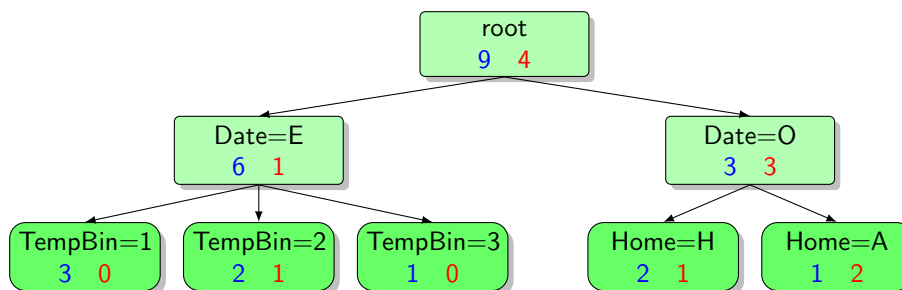 root
9 4
Date=E
6 1
Date=O
3 3
TempBin=1
3 0
TempBin=2
2 1
TempBin=3
1 0
Home=H
2 1
Home=A
1 2